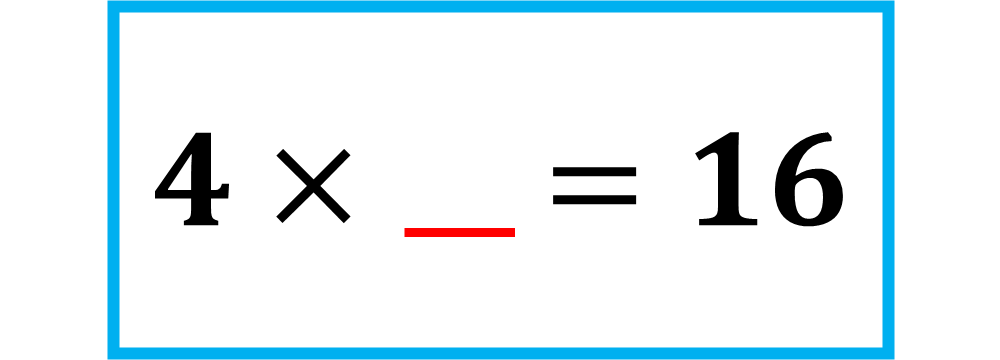 4 × __ = 16